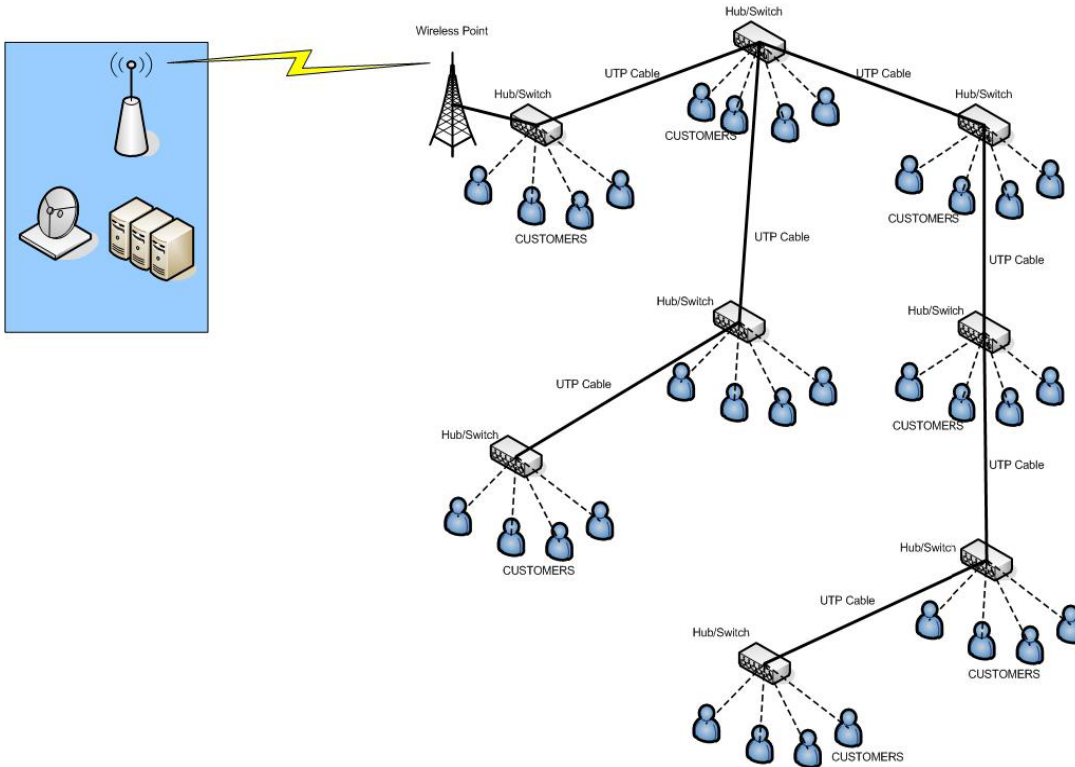 Hub/Switch
Wireless Point
UTP Cable
UTP Cable
Hub/Switch
Hub/Switch
CUSTOMERS
CUSTOMERS
CUSTOMERS
UTP Cable
UTP Cable
Hub/Switch
Hub/Switch
UTP Cable
CUSTOMERS
Hub/Switch
UTP Cable
Hub/Switch
CUSTOMERS
UTP Cable
Hub/Switch
CUSTOMERS
CUSTOMERS